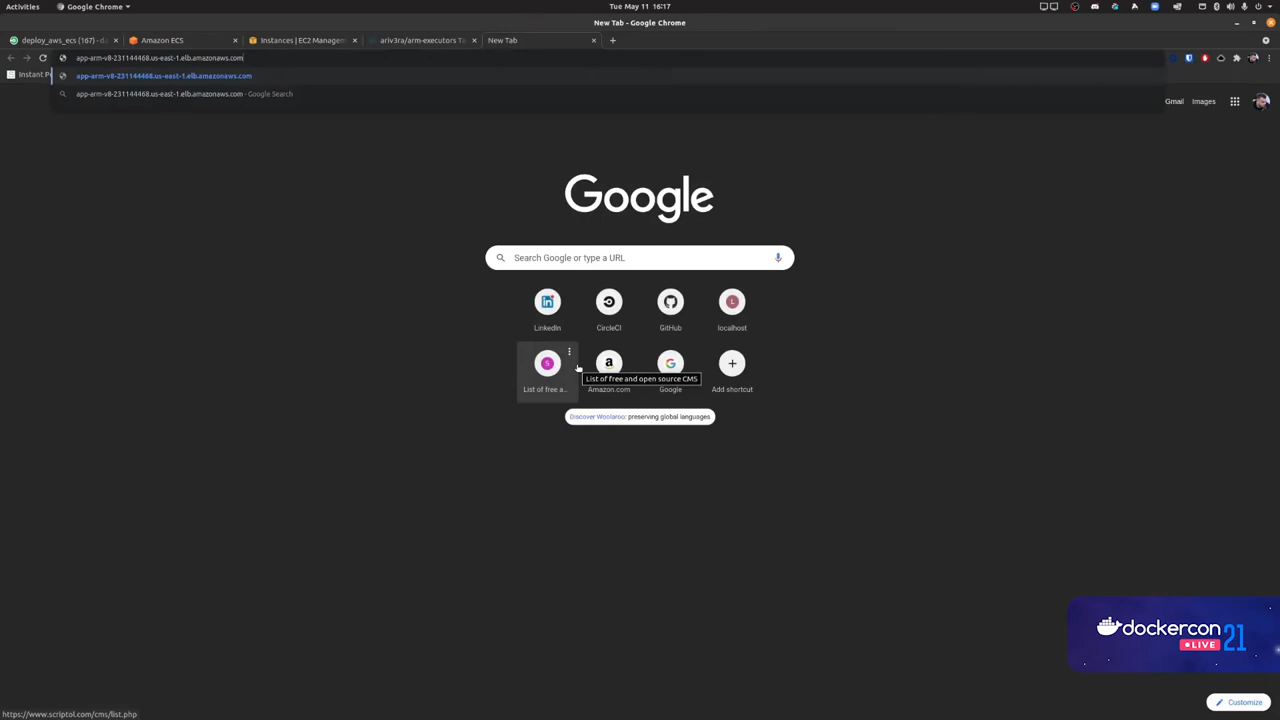 Activities
Google Chrome
Tue May 11 16:17
New Tab - Google Chrome
deploy_aws_ecs (167) - da
Amazon ECS
Instances | EC2 Managem
ariv3ra/arm-executors Ta
New Tab
app-arm-v8-231144468.us-east-1.elb.amazonaws.com
Instant Po
app-arm-v8-231144468.us-east-1.elb.amazonaws.com
app-arm-v8-231144468.us-east-1.elb.amazonaws.com - Google Search
Gmail
Images
Google
Search Google or type a URL
LinkedIn
CircleCI
GitHub
localhost
List of free a...
List of free and open source CMS
Amazon.com
Google
Add shortcut
Discover Woolaroo: preserving global languages
dockercon
LIVE
21
Customize
https://www.scriptol.com/cms/list.php